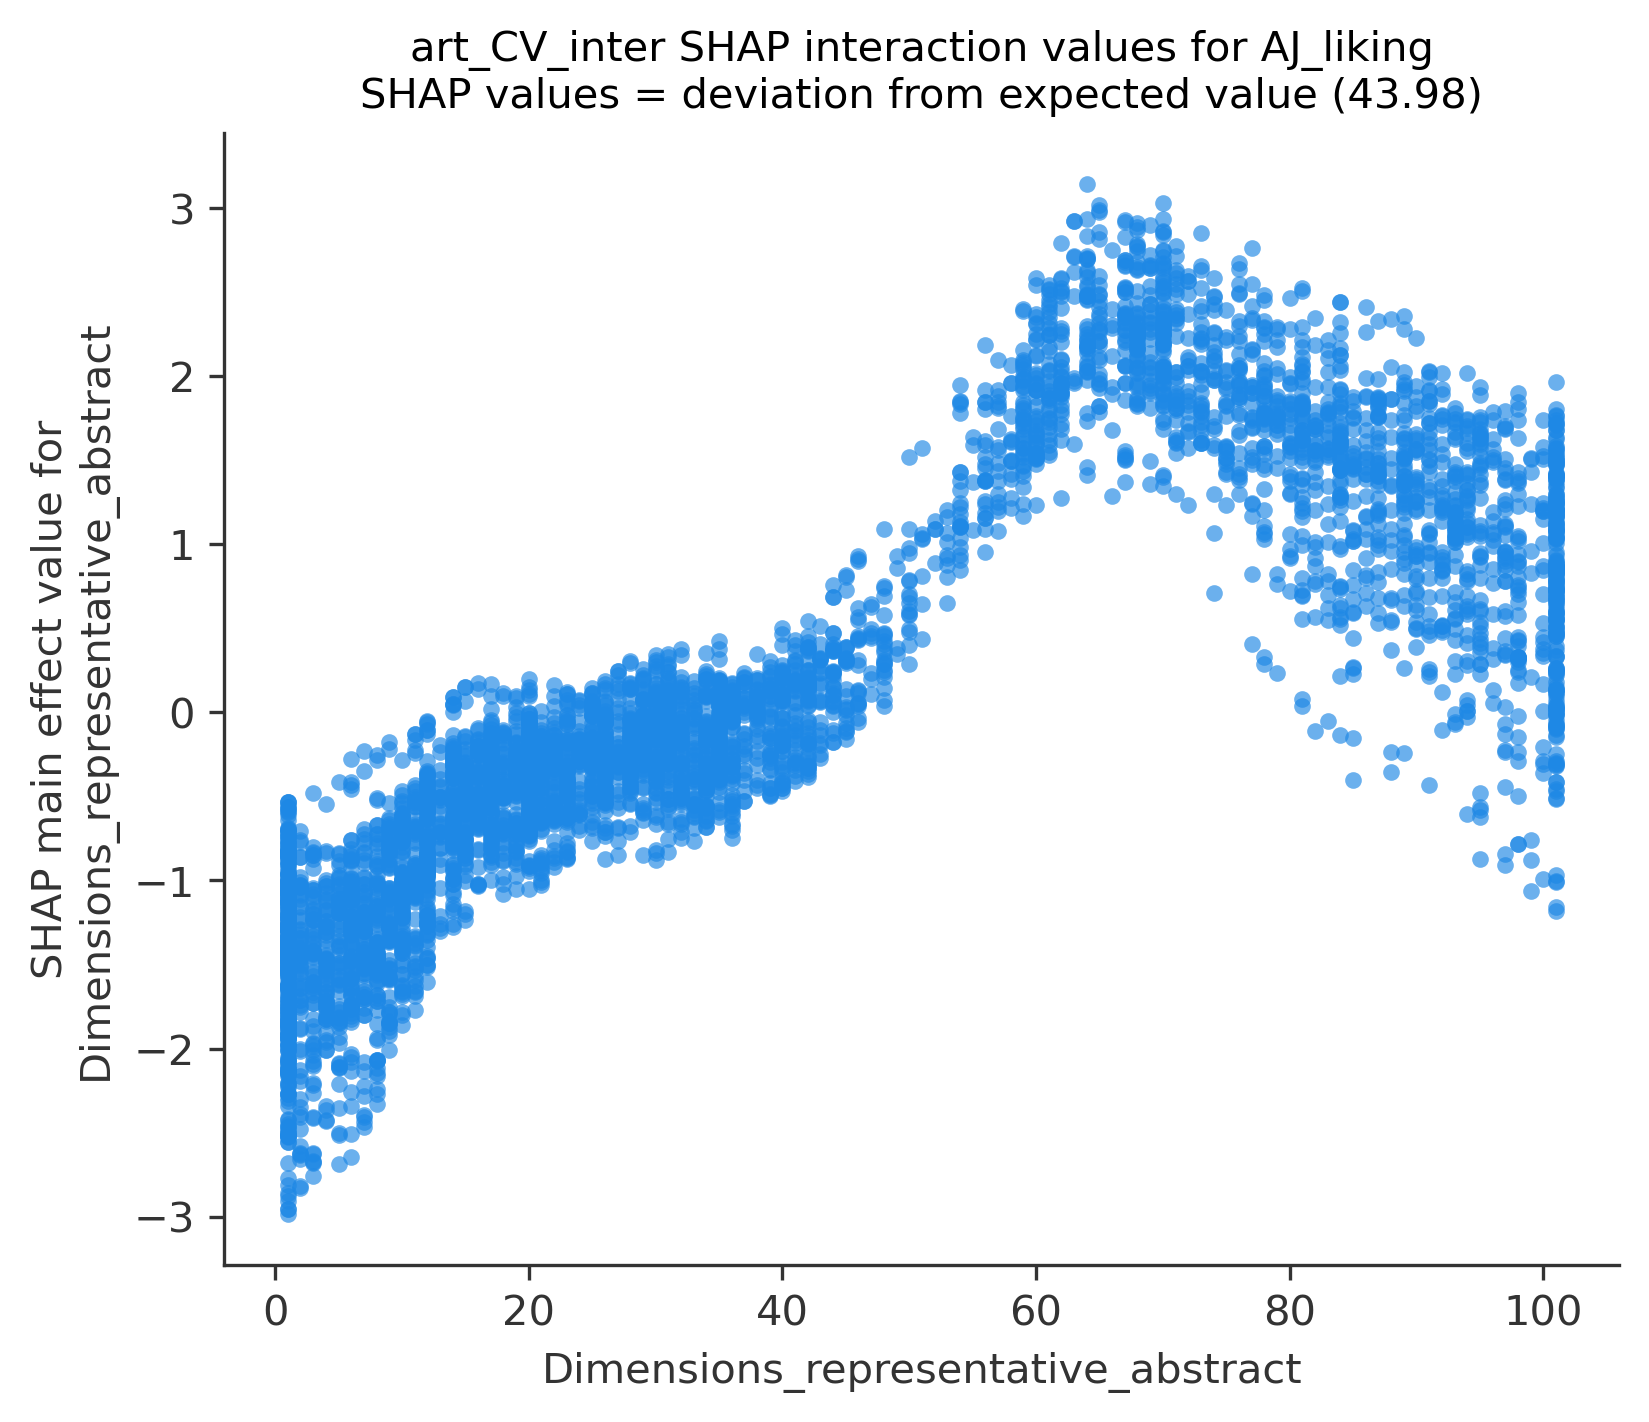 art_CV_inter SHAP interaction values for AJ_liking
SHAP values = deviation from expected value (43.98)
SHAP main effect value for
Dimensions_representative_abstract
3
2
1
0
−1
−2
−3
0 20 40 60 80 100
Dimensions_representative_abstract